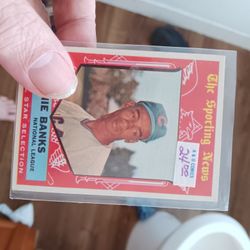 The Sporting News
IE BANKS
NATIONAL LEAGUE
STAR SELECTION